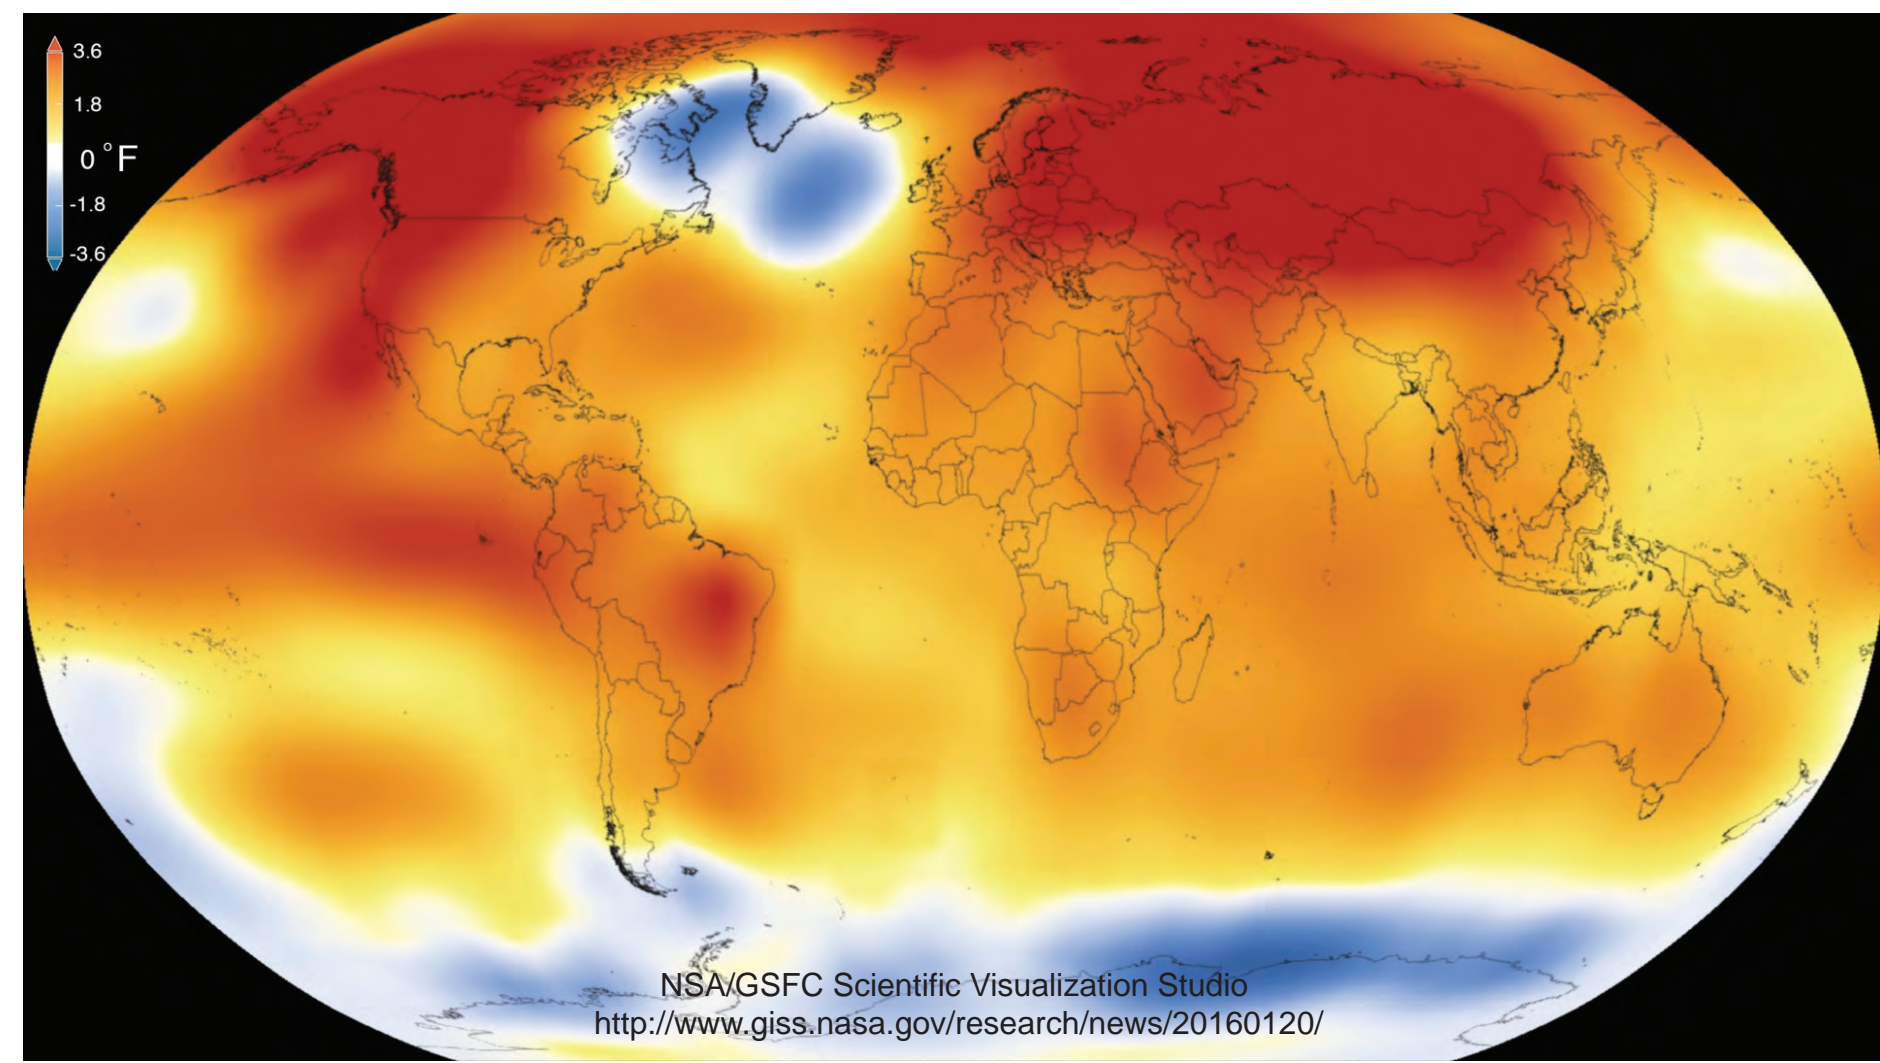 3.6
1.8
0 °F
-1.8
-3.6
NSA/GSFC Scientific Visualization Studio
http://www.giss.nasa.gov/research/news/20160120/